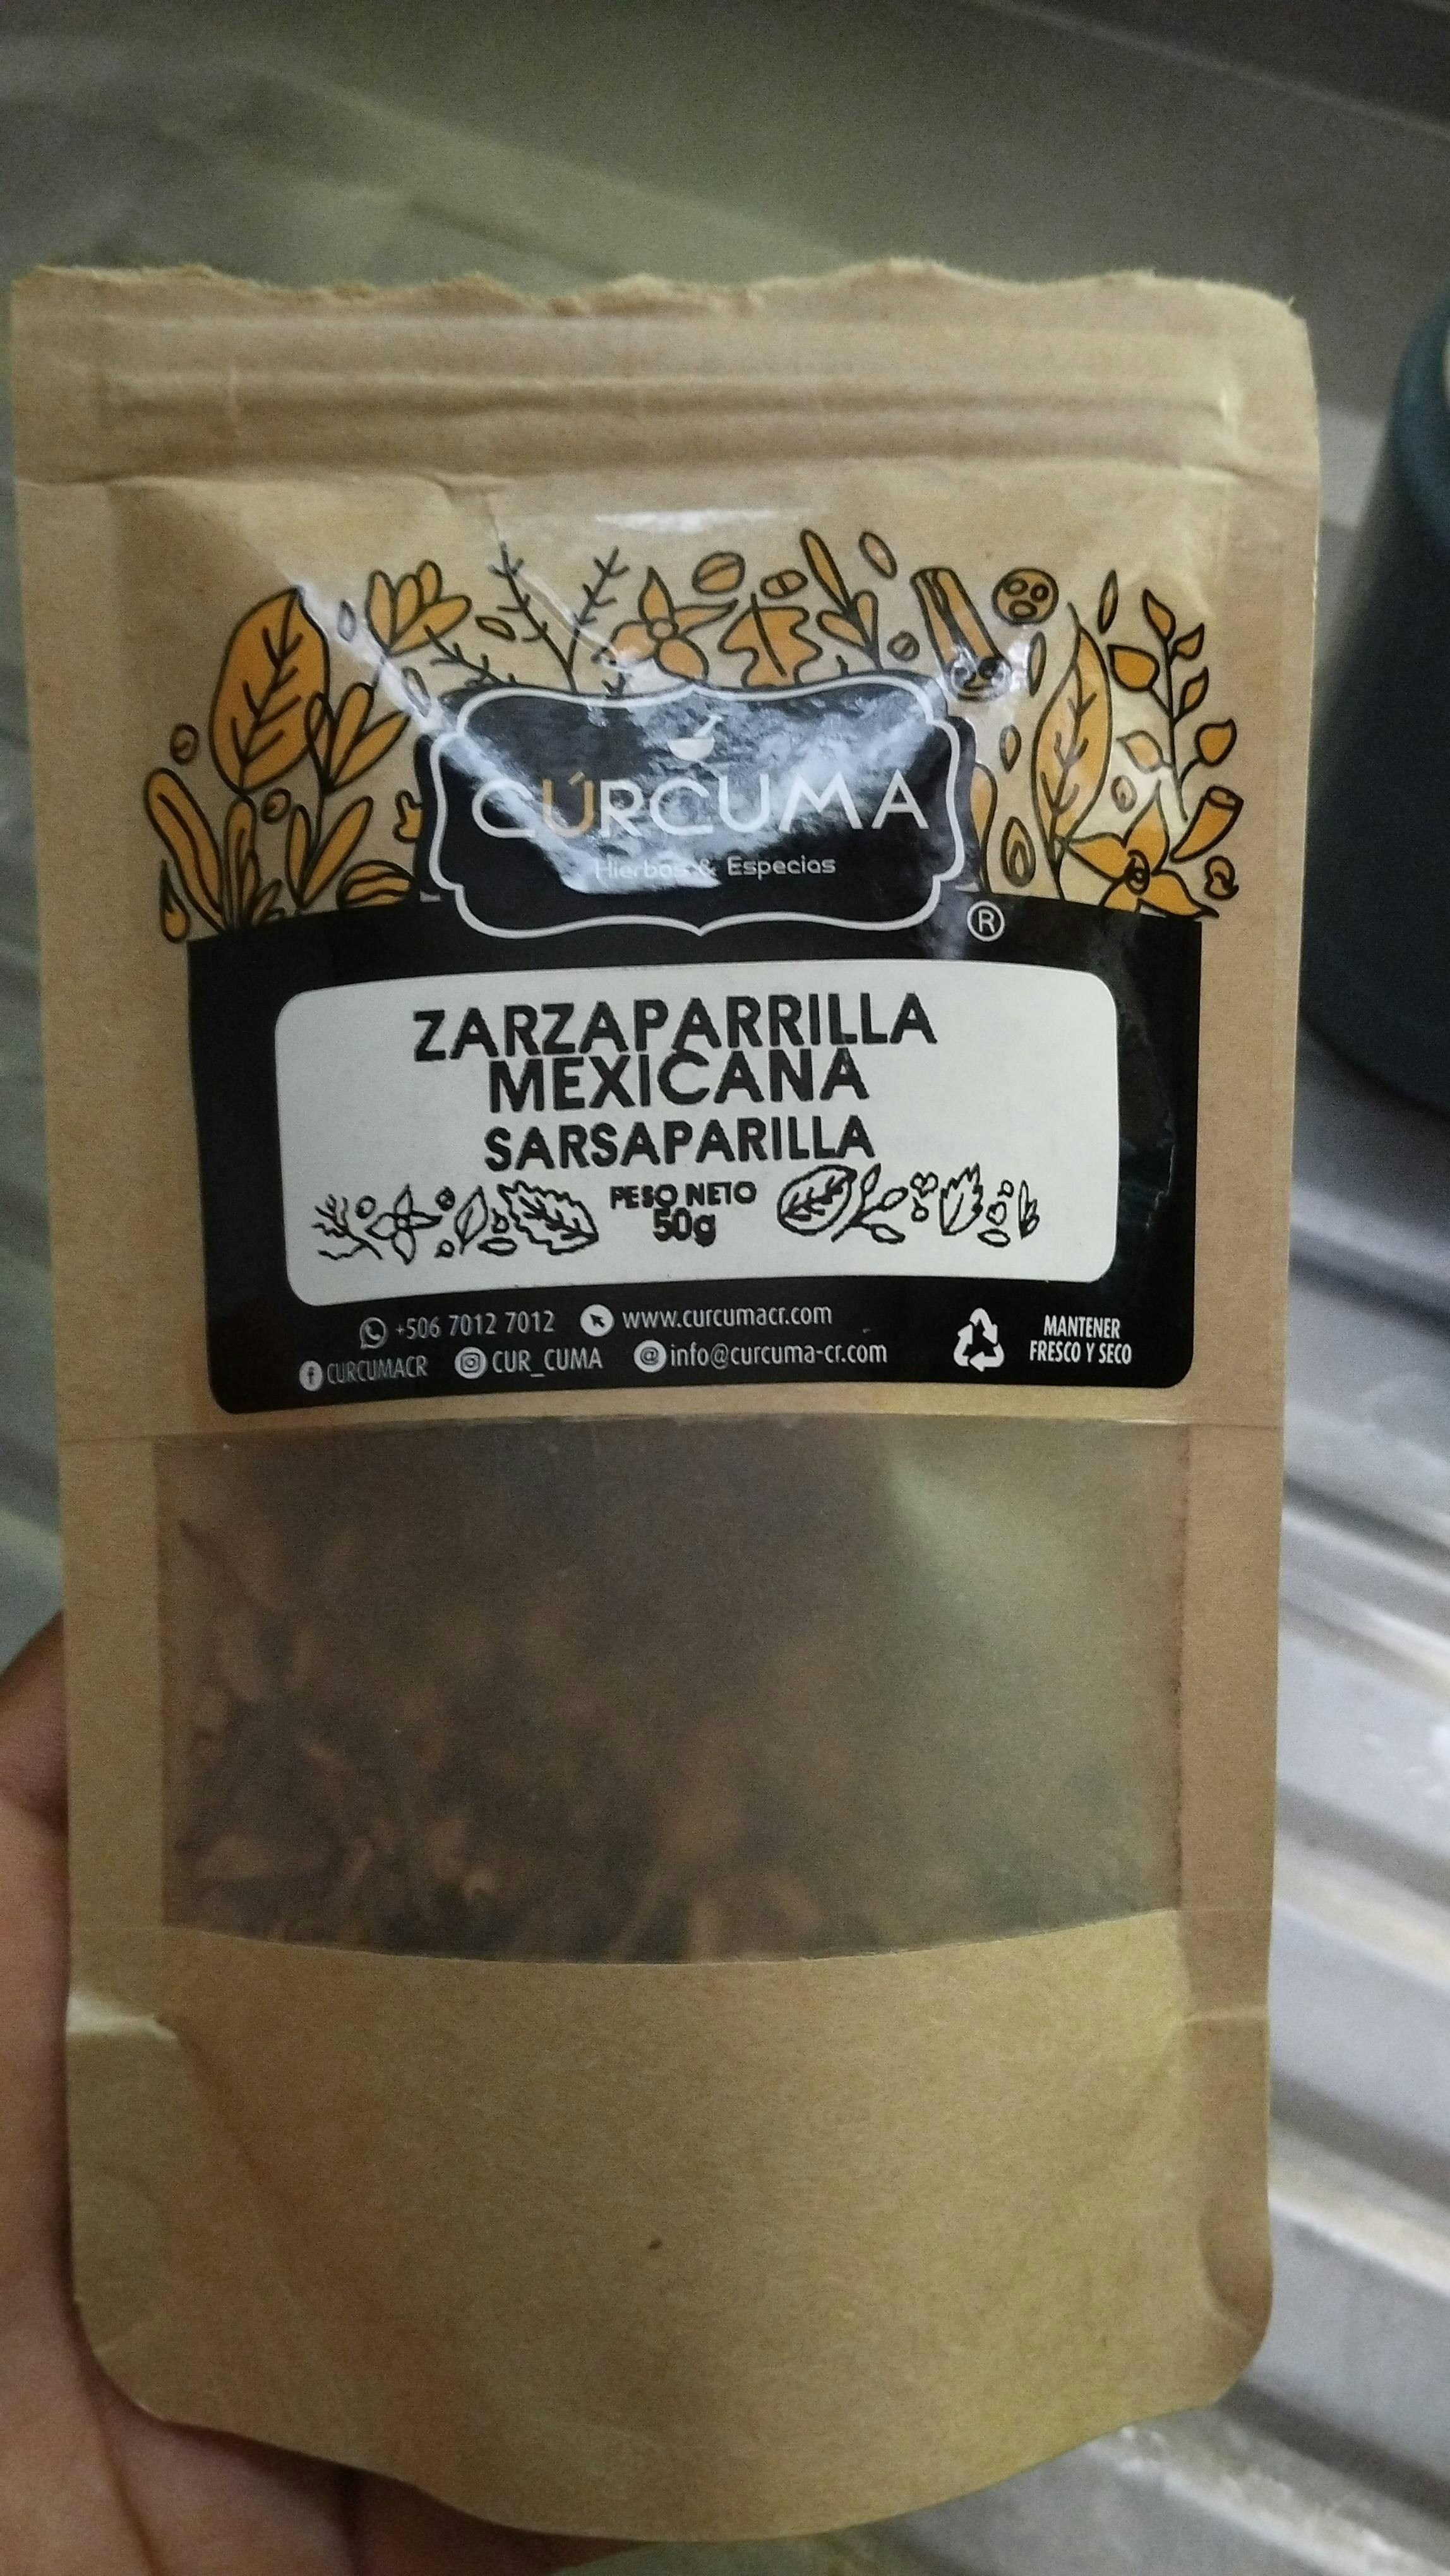 CÚRCUMA
Hierbas & Especias
®
ZARZAPARRILLA
MEXICANA
SARSAPARILLA
PESO NETO
50g
+506 7012 7012 www.curcumacr.com
CURCUMACR CUR_CUMA info@curcuma-cr.com
MANTENER
FRESCO Y SECO